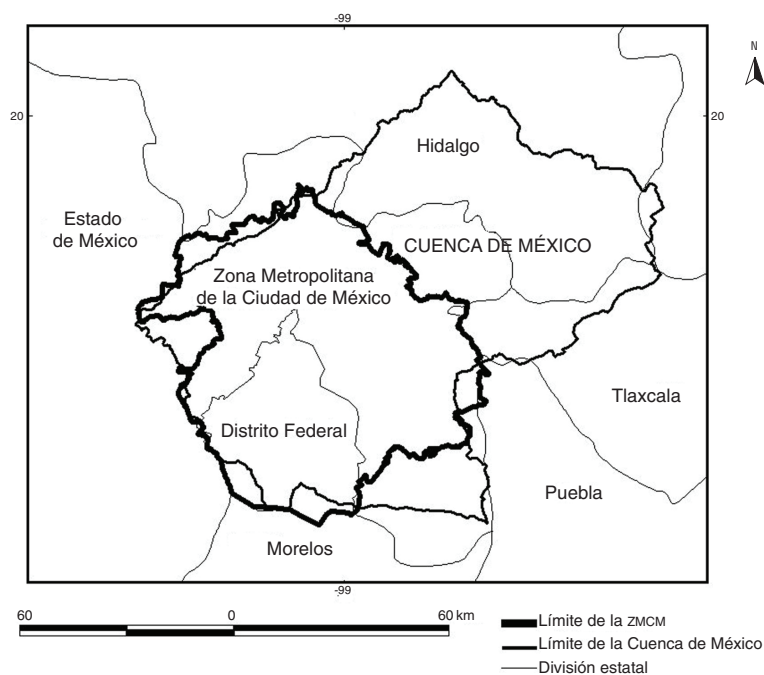 -99
N
20
20
Hidalgo
Estado
de México
CUENCA DE MÉXICO
Zona Metropolitana
de la Ciudad de México
Tlaxcala
Distrito Federal
Puebla
Morelos
-99
60 0 60 km
Límite de la ZMCM
Límite de la Cuenca de México
División estatal